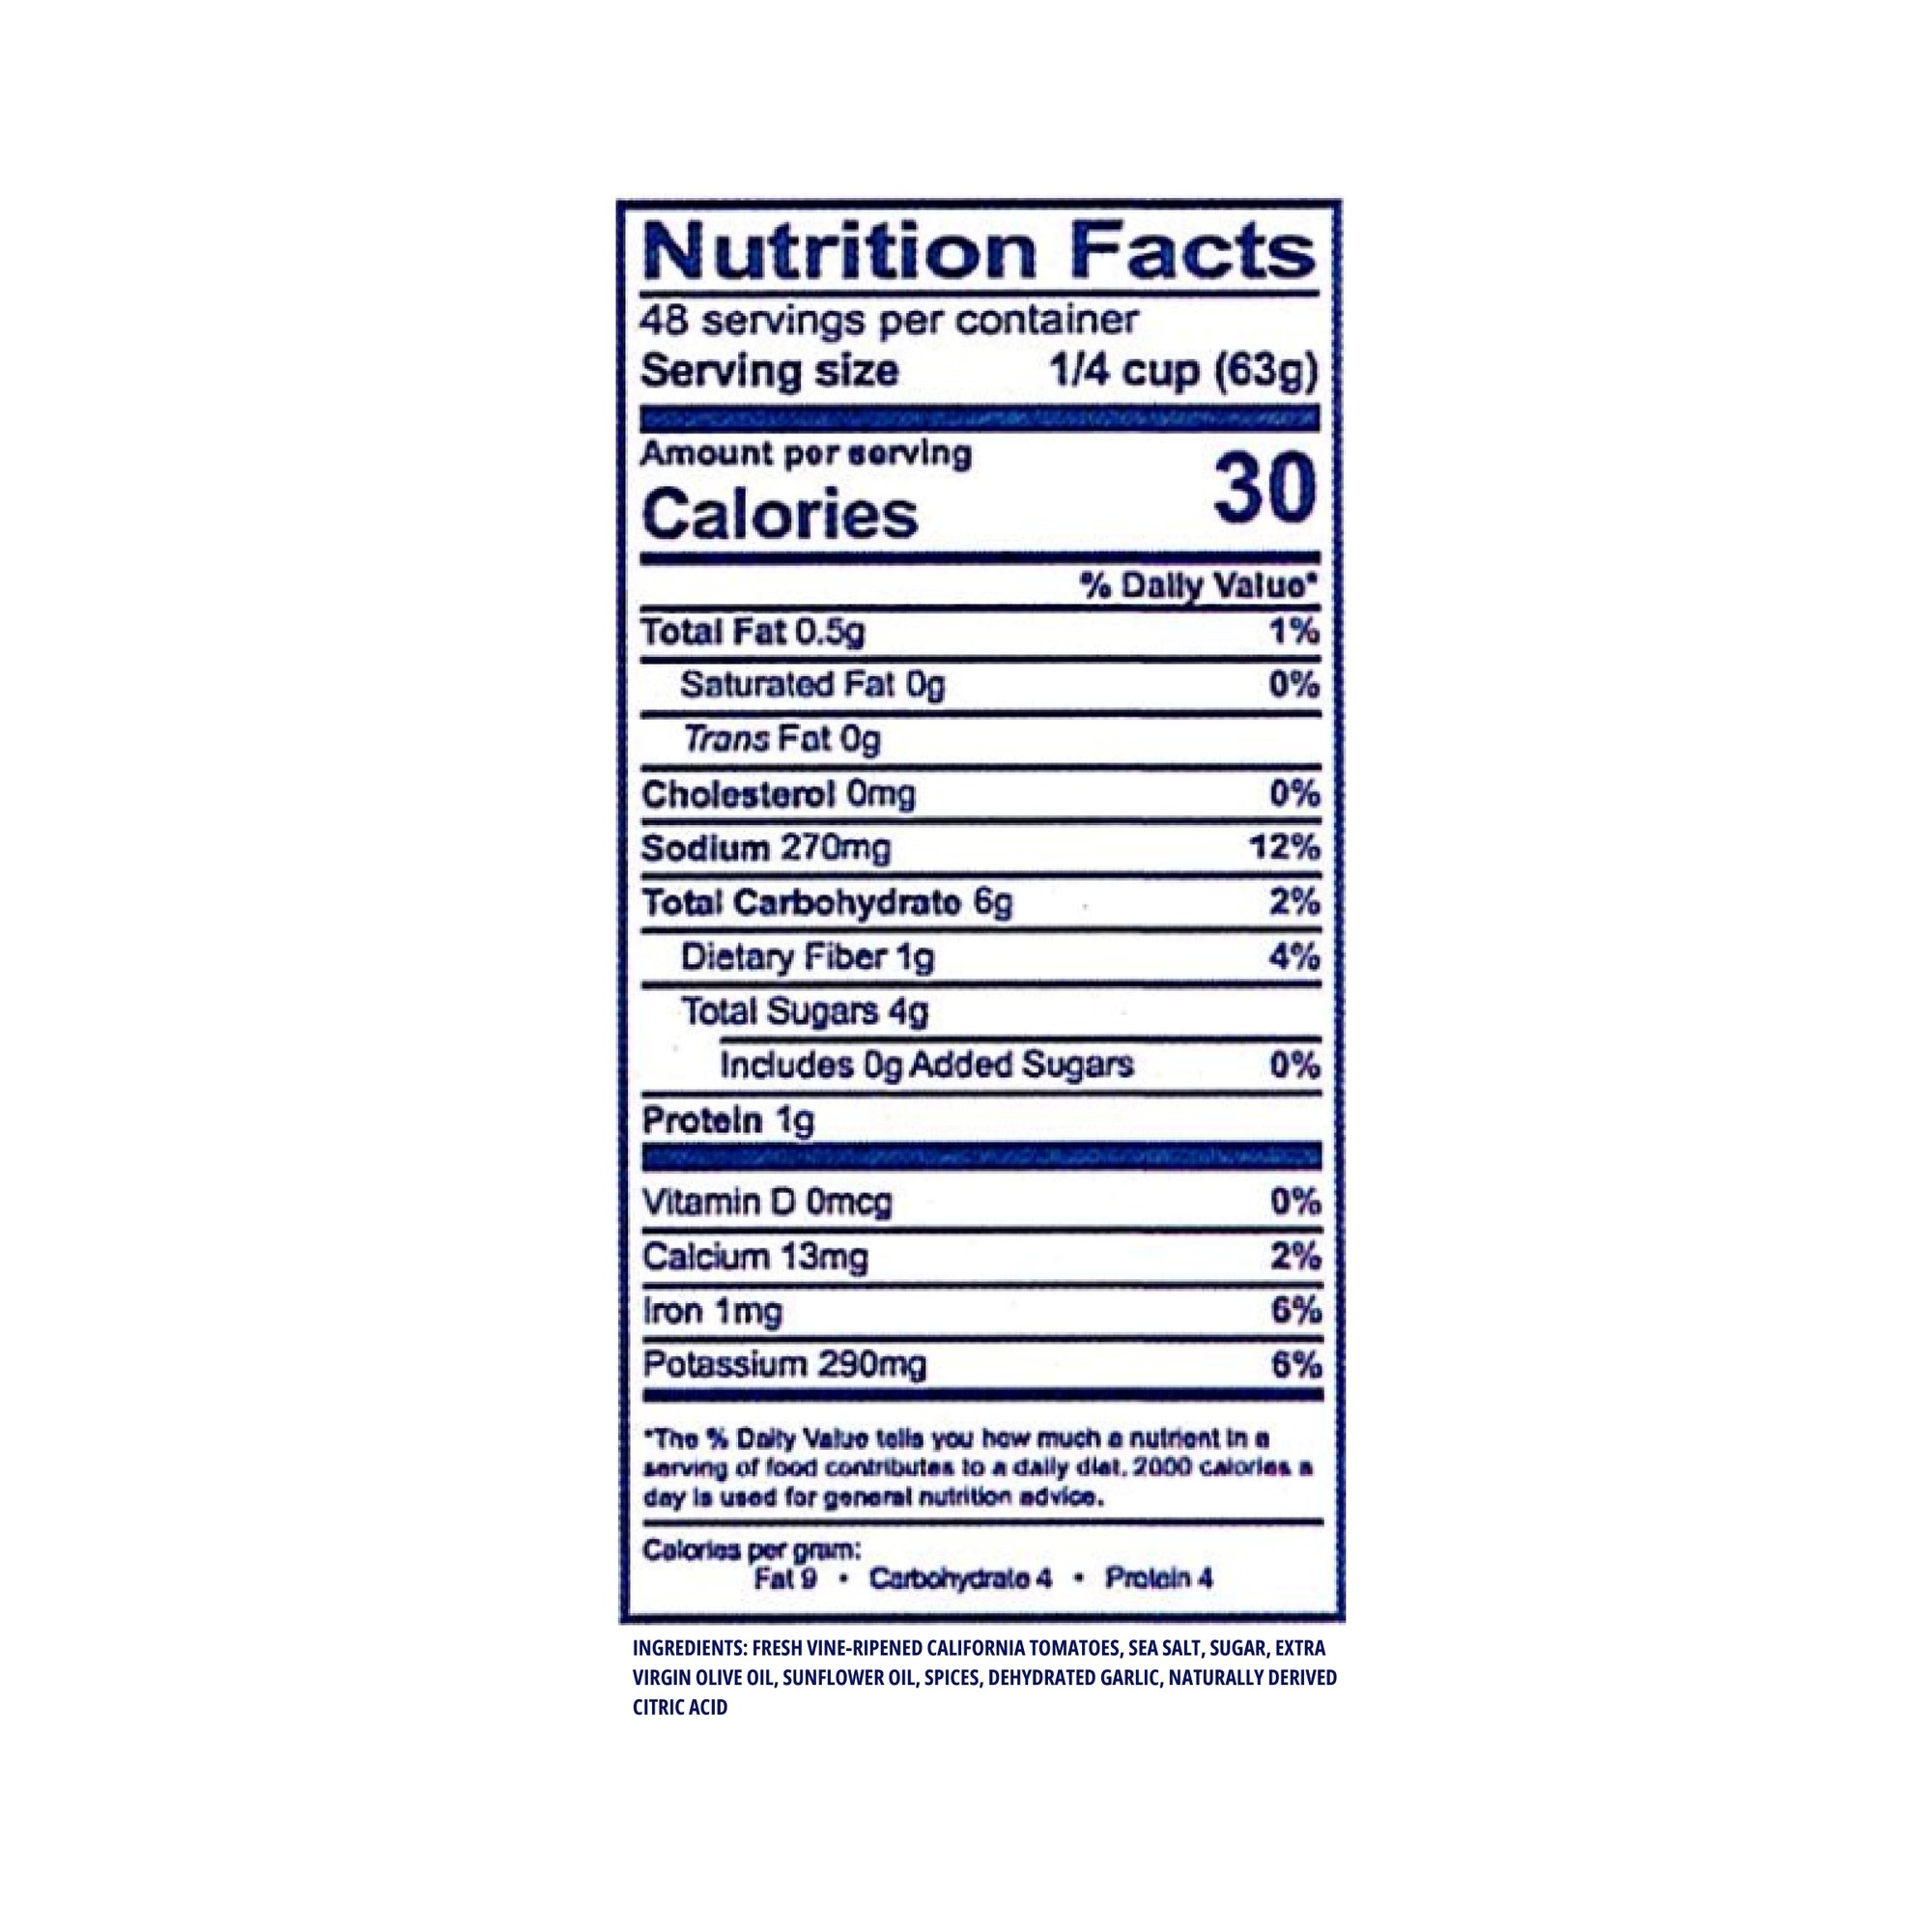 Nutrition Facts
48 servings per container
Serving size 1/4 cup (63g)
Amount per serving
Calories 30
% Daily Value*
Total Fat 0.5g 1%
Saturated Fat 0g 0%
Trans Fat 0g
Cholesterol 0mg 0%
Sodium 270mg 12%
Total Carbohydrate 6g 2%
Dietary Fiber 1g 4%
Total Sugars 4g
Includes 0g Added Sugars 0%
Protein 1g
Vitamin D 0mcg 0%
Calcium 13mg 2%
Iron 1mg 6%
Potassium 290mg 6%
*The % Daily Value tells you how much a nutrient in a
serving of food contributes to a daily diet. 2000 calories a
day is used for general nutrition advice.
Calories per gram:
Fat 9 • Carbohydrate 4 • Protein 4
INGREDIENTS: FRESH VINE-RIPENED CALIFORNIA TOMATOES, SEA SALT, SUGAR, EXTRA
VIRGIN OLIVE OIL, SUNFLOWER OIL, SPICES, DEHYDRATED GARLIC, NATURALLY DERIVED
CITRIC ACID